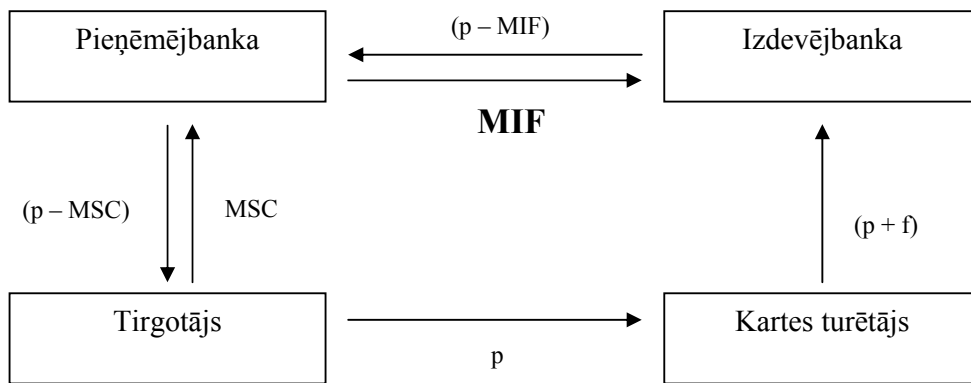 Pieņēmējbanka
(p – MIF)
Izdevējbanka
MIF
(p – MSC)
MSC
(p + f)
Tirgotājs
Kartes turētājs
p